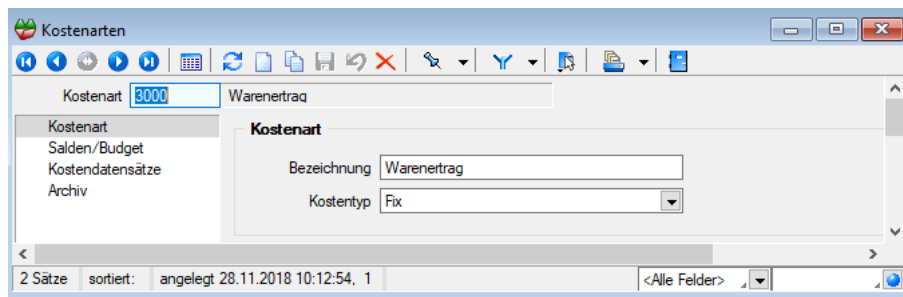 Kostenarten
Kostenart 3000 Warenertrag
Kostenart
Salden/Budget
Kostendatensätze
Archiv
Kostenart
Bezeichnung Warenertrag
Kostentyp Fix
2 Sätze sortiert: angelegt 28.11.2018 10:12:54, 1 <Alle Felder>